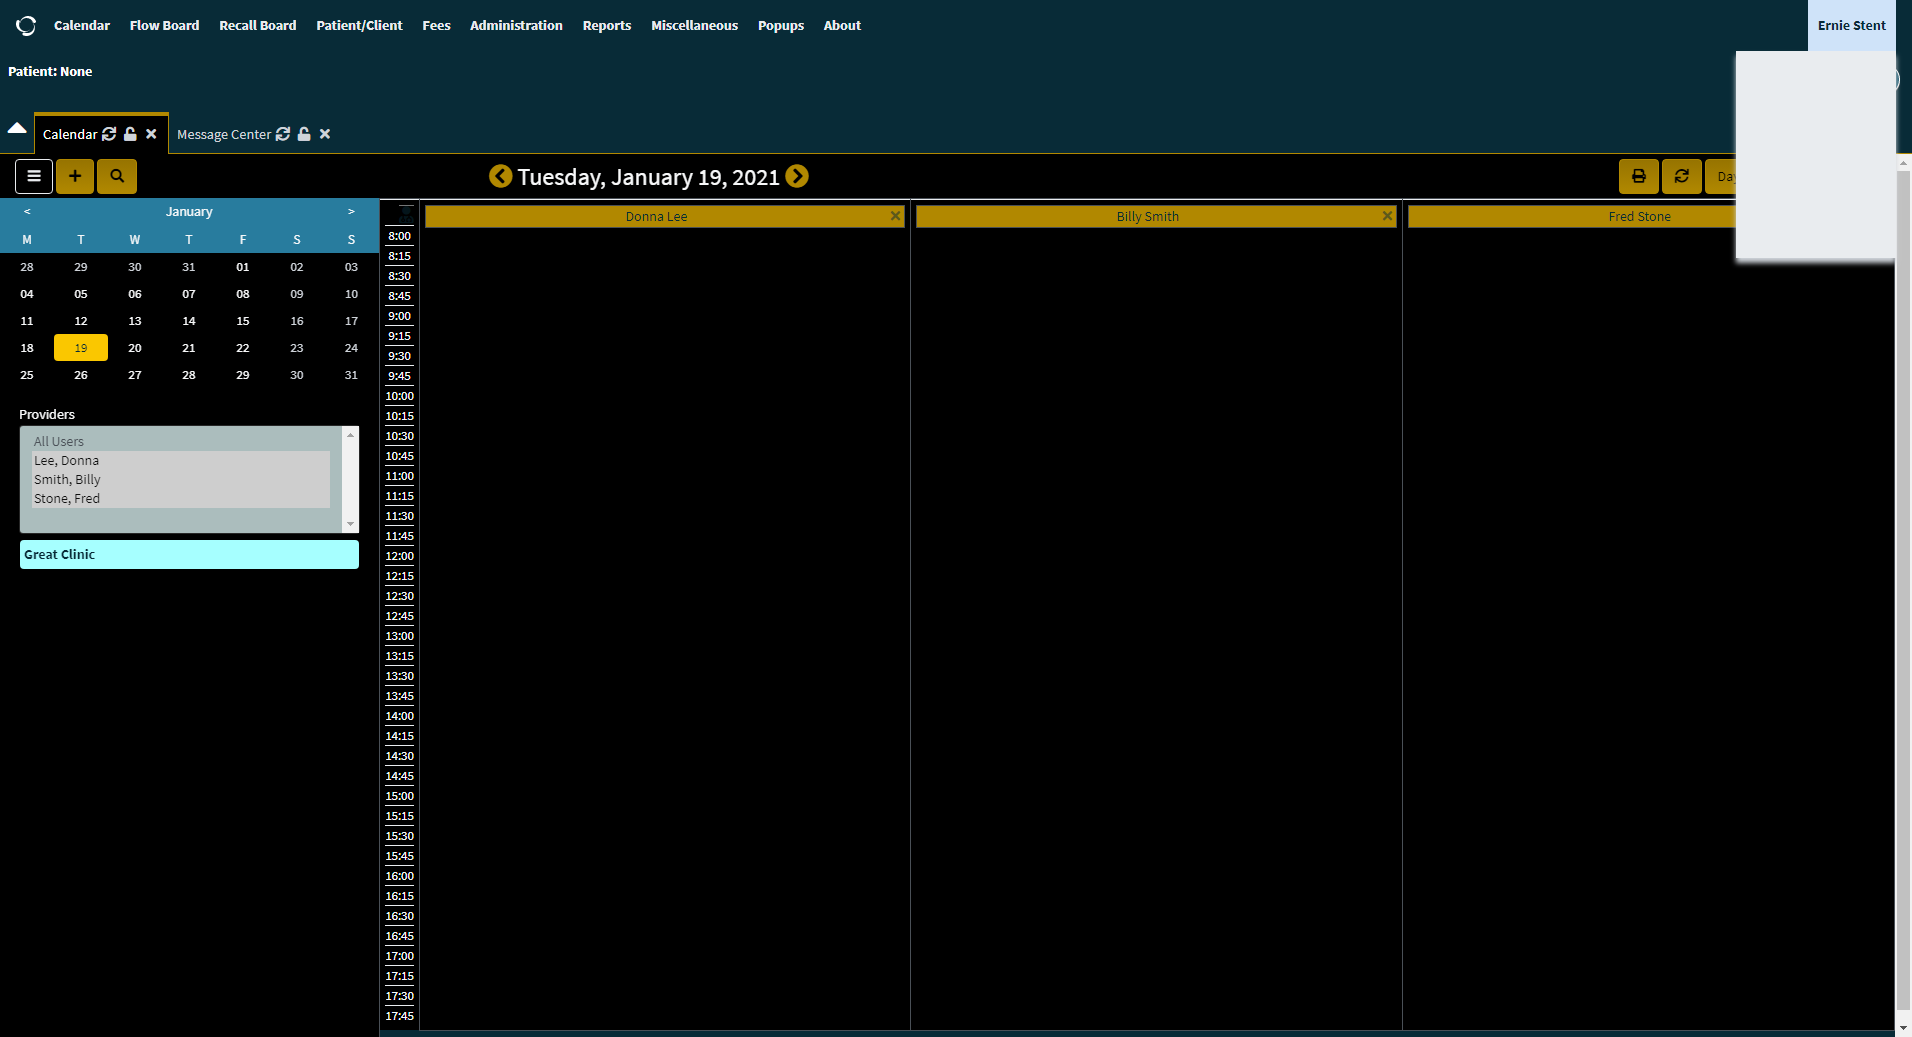 Calendar Flow Board Recall Board Patient/Client Fees Administration Reports Miscellaneous Popups About Ernie Stent
Patient: None
Calendar Message Center
Tuesday, January 19, 2021
< January >
M T W T F S S
28 29 30 31 01 02 03
04 05 06 07 08 09 10
11 12 13 14 15 16 17
18 19 20 21 22 23 24
25 26 27 28 29 30 31
Providers
All Users
Lee, Donna
Smith, Billy
Stone, Fred
Great Clinic
Donna Lee Billy Smith Fred Stone
8:00
8:15
8:30
8:45
9:00
9:15
9:30
9:45
10:00
10:15
10:30
10:45
11:00
11:15
11:30
11:45
12:00
12:15
12:30
12:45
13:00
13:15
13:30
13:45
14:00
14:15
14:30
14:45
15:00
15:15
15:30
15:45
16:00
16:15
16:30
16:45
17:00
17:15
17:30
17:45